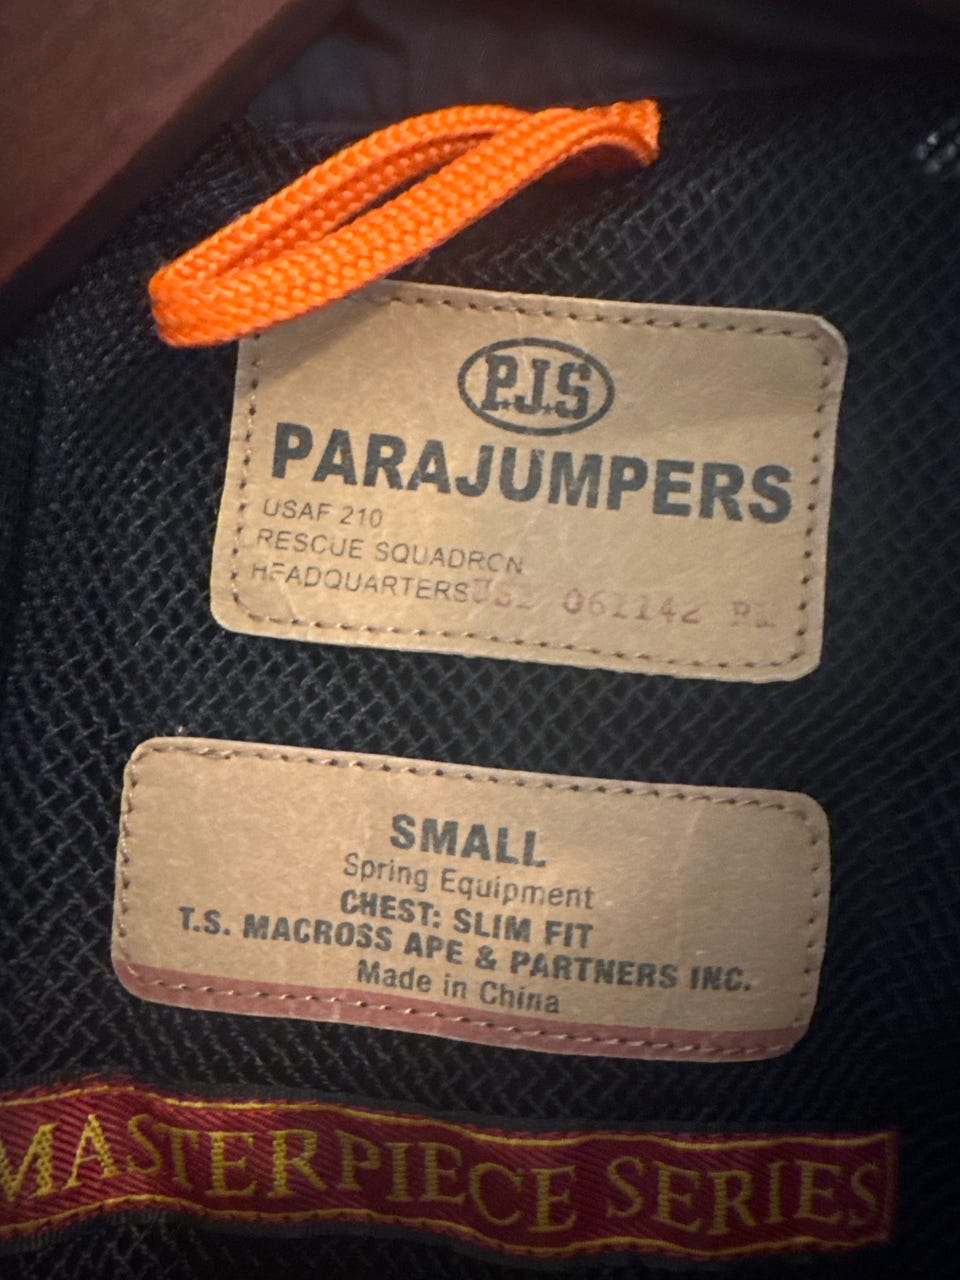 P.J.S
PARAJUMPERS
USAF 210
RESCUE SQUADRON
HEADQUARTERS 061142
SMALL
Spring Equipment
CHEST: SLIM FIT
T.S. MACROSS APE & PARTNERS INC.
Made in China
MASTERPIECE SERIES